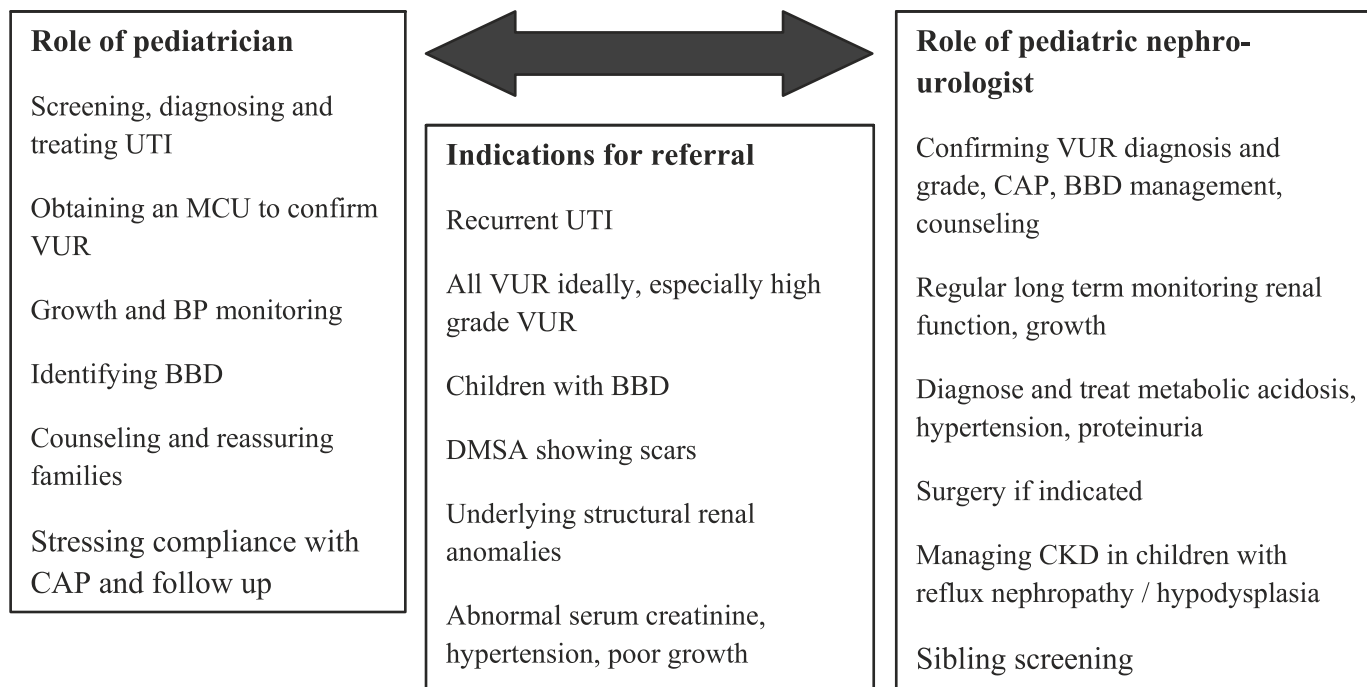 Role of pediatrician
Screening, diagnosing and
treating UTI
Obtaining an MCU to confirm
VUR
Growth and BP monitoring
Identifying BBD
Counseling and reassuring
families
Stressing compliance with
CAP and follow up
Indications for referral
Recurrent UTI
All VUR ideally, especially high
grade VUR
Children with BBD
DMSA showing scars
Underlying structural renal
anomalies
Abnormal serum creatinine,
hypertension, poor growth
Role of pediatric nephro-
urologist
Confirming VUR diagnosis and
grade, CAP, BBD management,
counseling
Regular long term monitoring renal
function, growth
Diagnose and treat metabolic acidosis,
hypertension, proteinuria
Surgery if indicated
Managing CKD in children with
reflux nephropathy / hypodysplasia
Sibling screening